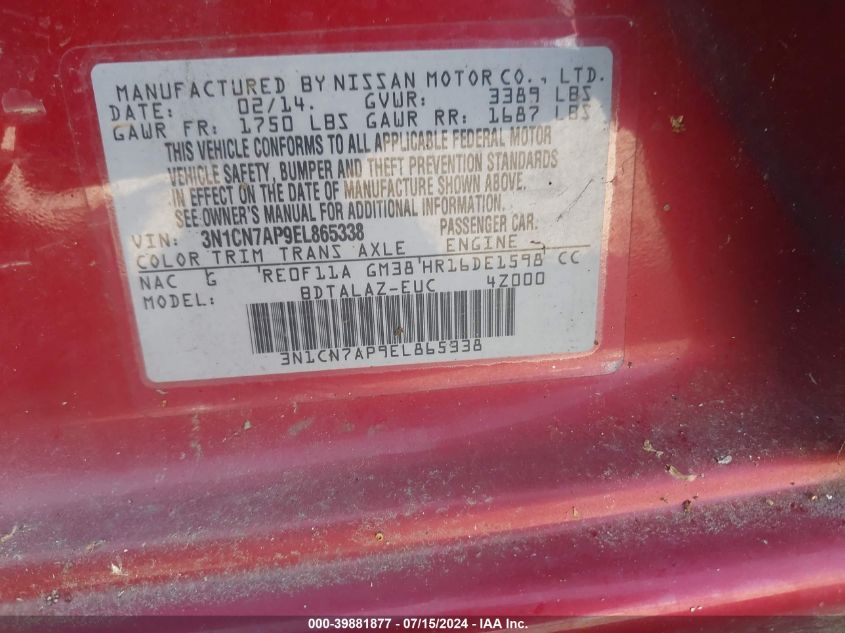 MANUFACTURED BY NISSAN MOTOR CO., LTD.
DATE: 02/14. GVWR: 3389 LBS
GAWR FR: 1750 LBS GAWR RR: 1687 LBS
THIS VEHICLE CONFORMS TO ALL APPLICABLE FEDERAL MOTOR
VEHICLE SAFETY, BUMPER AND THEFT PREVENTION STANDARDS
IN EFFECT ON THE DATE OF MANUFACTURE SHOWN ABOVE.
SEE OWNER'S MANUAL FOR ADDITIONAL INFORMATION.
VIN: 3N1CN7AP9EL865338 PASSENGER CAR.
COLOR TRIM TRANS AXLE ENGINE
NAC G 'RE0F11A GM38'HR16DE1598 CC
MODEL: BDTALAZ-EUC 4Z000
3N1CN7AP9EL865338
000-39881877 - 07/15/2024 - IAA Inc.